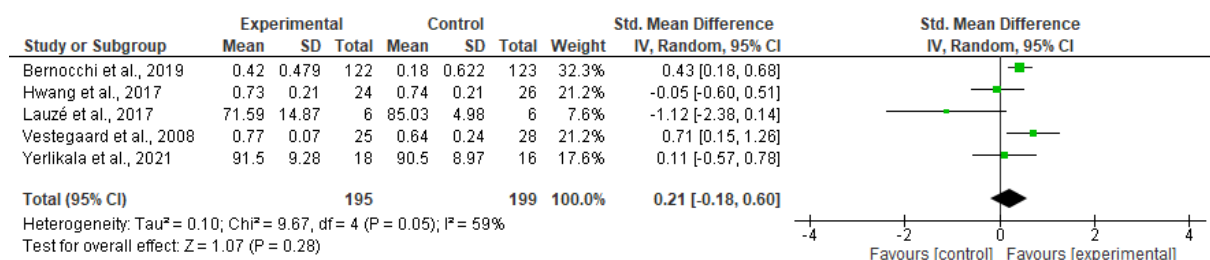 Experimental Control Std. Mean Difference Std. Mean Difference
Study or Subgroup Mean SD Total Mean SD Total Weight IV, Random, 95% CI IV, Random, 95% CI
Bernocchi et al., 2019 0.42 0.479 122 0.18 0.622 123 32.3% 0.43 [0.18, 0.68]
Hwang et al., 2017 0.73 0.21 24 0.74 0.21 26 21.2% -0.05 [-0.60, 0.51]
Lauzé et al., 2017 71.59 14.87 6 85.03 4.98 6 7.6% -1.12 [-2.38, 0.14]
Vestegaard et al., 2008 0.77 0.07 25 0.64 0.24 28 21.2% 0.71 [0.15, 1.26]
Yerlikala et al., 2021 91.5 9.28 18 90.5 8.97 16 17.6% 0.11 [-0.57, 0.78]
Total (95% CI) 195 199 100.0% 0.21 [-0.18, 0.60]
Heterogeneity: Tau² = 0.10; Chi² = 9.67, df = 4 (P = 0.05); I² = 59%
Test for overall effect: Z = 1.07 (P = 0.28)
-4 -2 0 2 4
Favours [control] Favours [experimental]